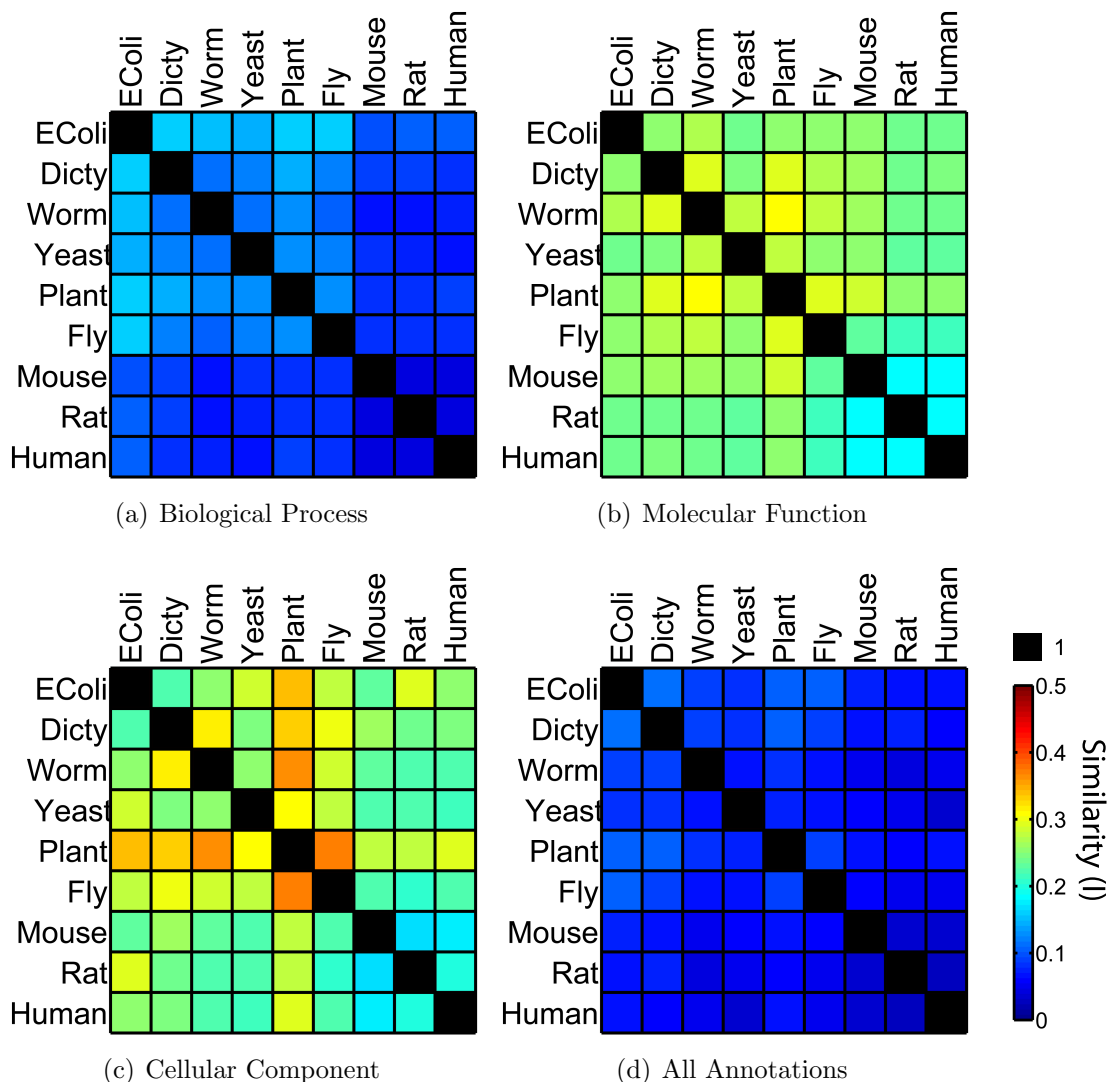 EColi Dicty Worm Yeast Plant Fly Mouse Rat Human
EColi
Dicty
Worm
Yeast
Plant
Fly
Mouse
Rat
Human
(a) Biological Process
EColi Dicty Worm Yeast Plant Fly Mouse Rat Human
EColi
Dicty
Worm
Yeast
Plant
Fly
Mouse
Rat
Human
(b) Molecular Function
EColi Dicty Worm Yeast Plant Fly Mouse Rat Human
EColi
Dicty
Worm
Yeast
Plant
Fly
Mouse
Rat
Human
(c) Cellular Component
EColi Dicty Worm Yeast Plant Fly Mouse Rat Human
EColi
Dicty
Worm
Yeast
Plant
Fly
Mouse
Rat
Human
(d) All Annotations
1
0.5
0.4
0.3
0.2
0.1
0
Similarity (I)